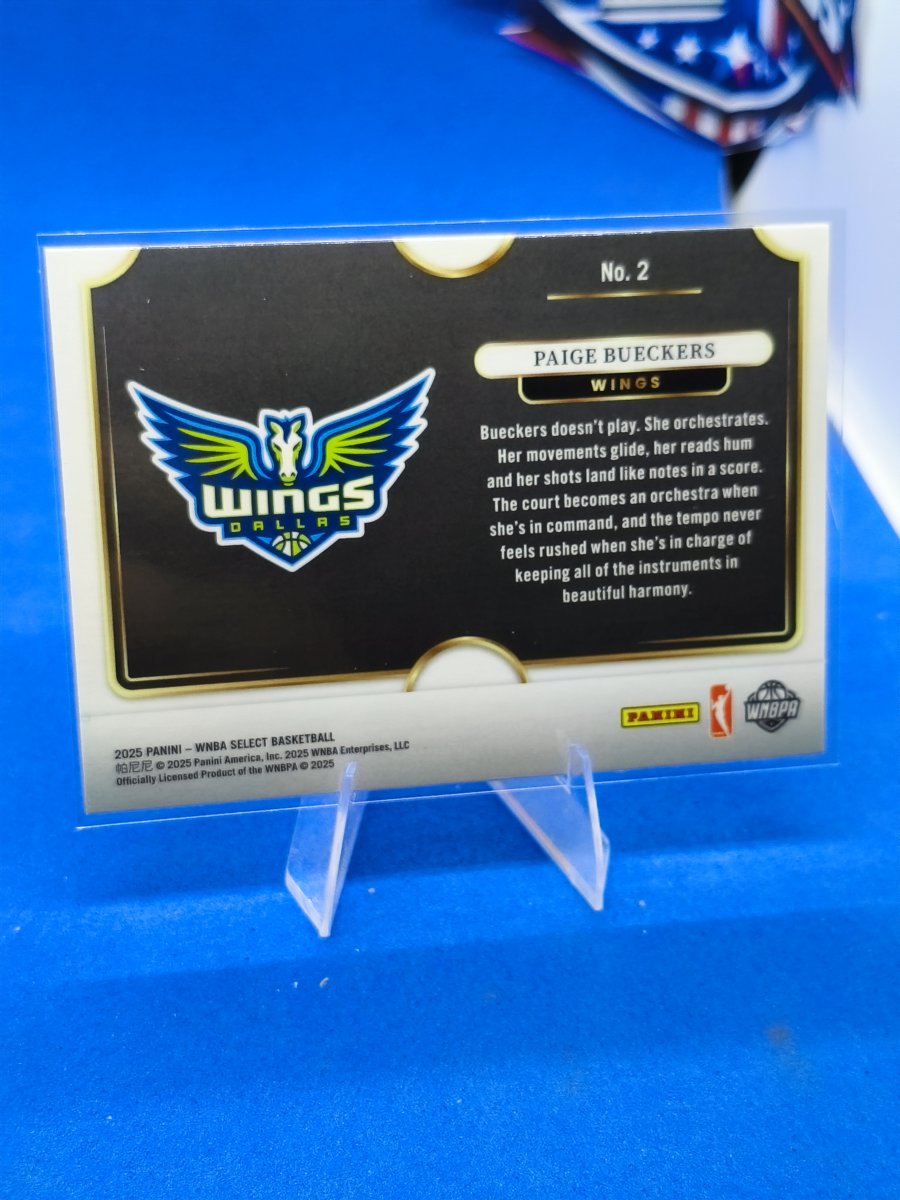 No. 2
PAIGE BUECKERS
WINGS
Bueckers doesn't play. She orchestrates.
Her movements glide, her reads hum
and her shots land like notes in a score.
The court becomes an orchestra when
she's in command, and the tempo never
feels rushed when she's in charge of
keeping all of the instruments in
beautiful harmony.
WINGS
DALLAS
PANINI
WNBPA
2025 PANINI – WNBA SELECT BASKETBALL
帕尼尼 © 2025 Panini America, Inc. 2025 WNBA Enterprises, LLC
Officially Licensed Product of the WNBPA © 2025